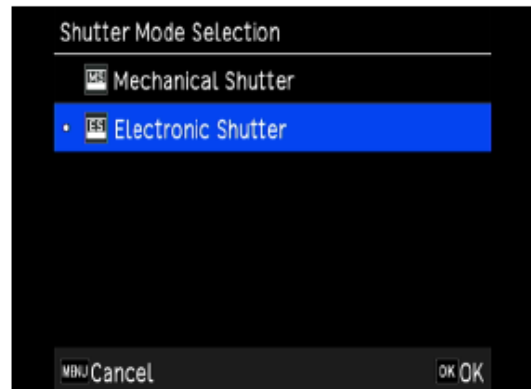 Shutter Mode Selection
MS Mechanical Shutter
• ES Electronic Shutter
MENU Cancel OK OK